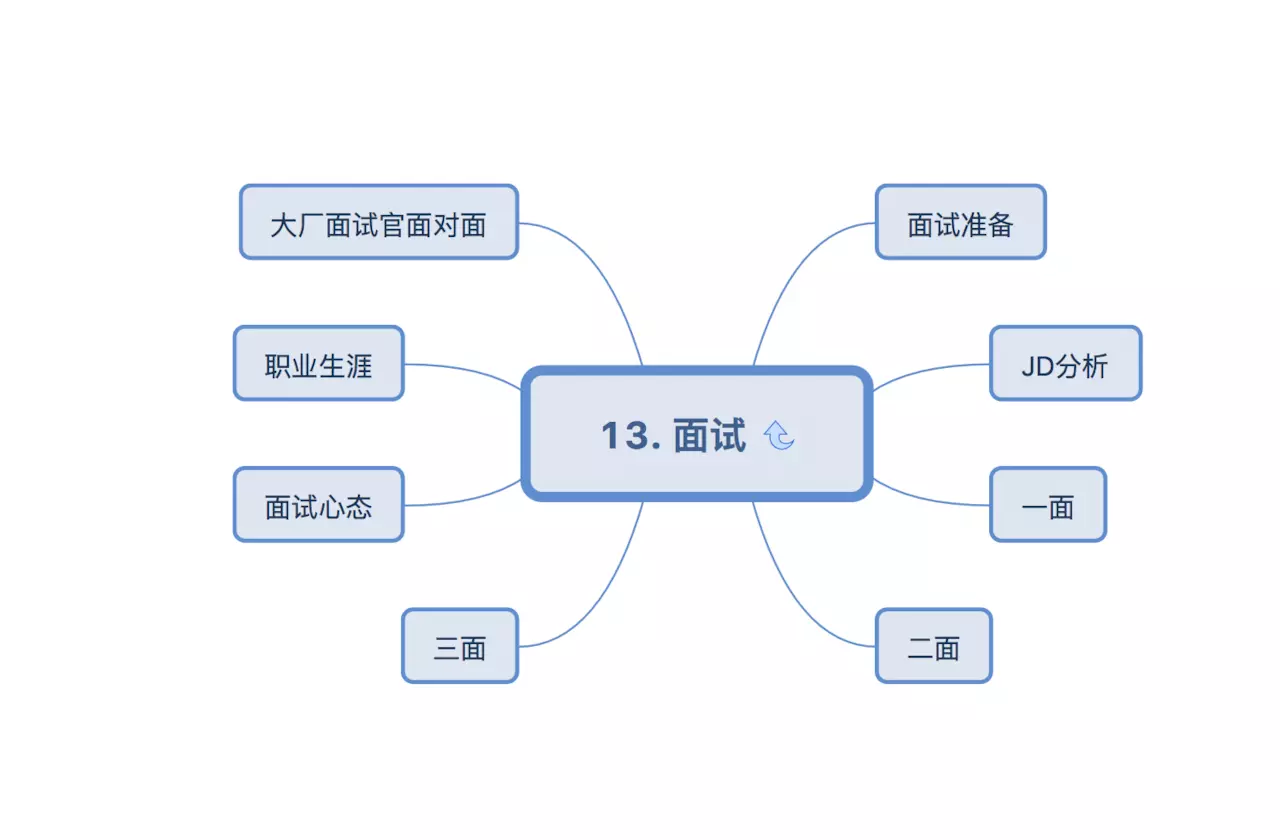 大厂面试官面对面
面试准备
职业生涯
JD分析
13. 面试
面试心态
一面
三面
二面